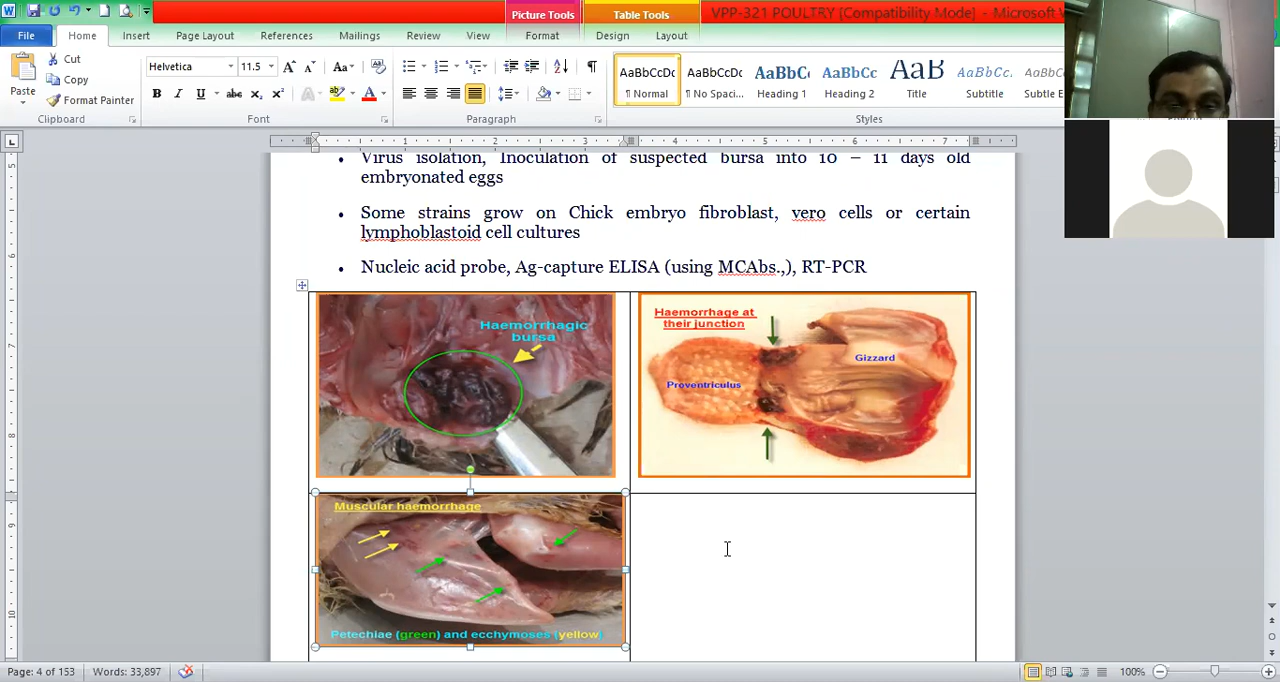 Picture Tools
Table Tools
VPP-321 POULTRY [Compatibility Mode] - Microsoft W
File
Home
Insert
Page Layout
References
Mailings
Review
View
Format
Design
Layout
Cut
Copy
Format Painter
Paste
Clipboard
Helvetica
11.5
Font
Paragraph
AaBbCcDc
¶ Normal
AaBbCcDc
¶ No Spaci...
AaBbC
Heading 1
AaBbCc
Heading 2
AaB
Title
AaBbCc
Subtitle
AaBbCc
Subtle E
Styles
• Virus isolation, Inoculation of suspected bursa into 10 – 11 days old
embryonated eggs
• Some strains grow on Chick embryo fibroblast, vero cells or certain
lymphoblastoid cell cultures
• Nucleic acid probe, Ag-capture ELISA (using MCAbs.,), RT-PCR
Haemorrhagic
bursa
Haemorrhage at
their junction
Proventriculus
Gizzard
Muscular haemorrhage
Petechiae (green) and ecchymoses (yellow)
Page: 4 of 153
Words: 33,897
100%